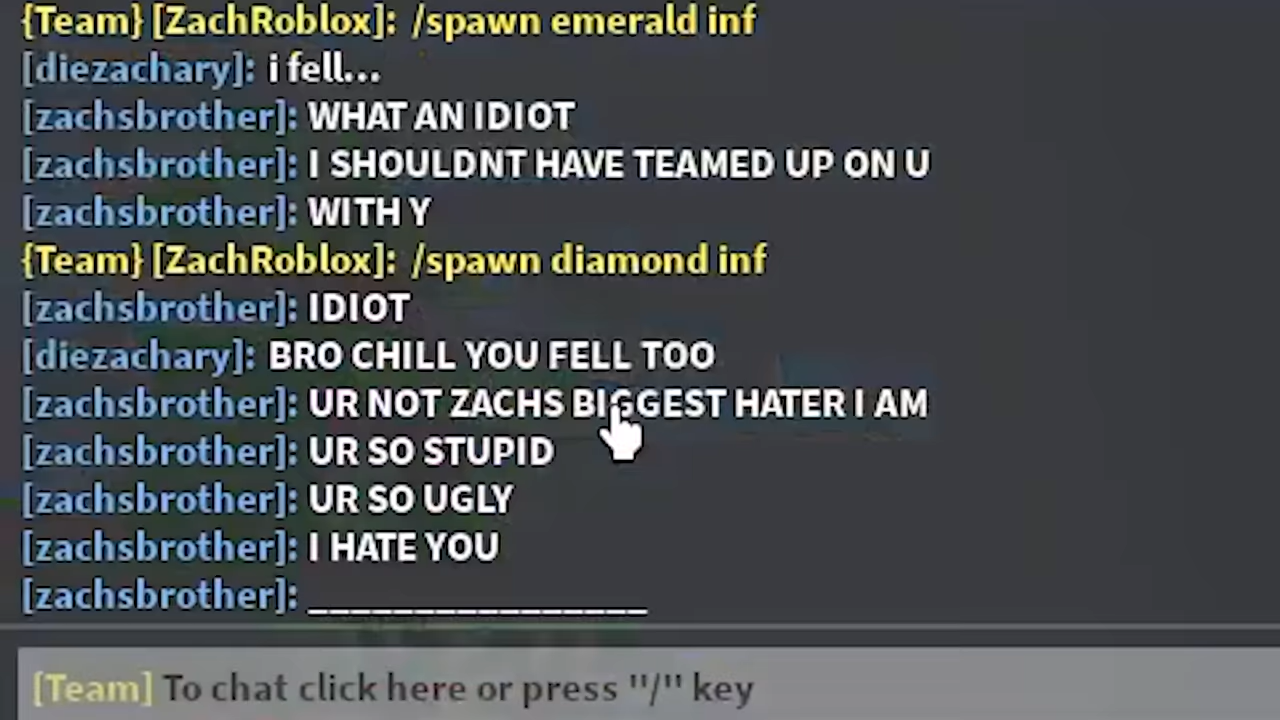 {Team} [ZachRoblox]: /spawn emerald inf
[diezachary]: i fell...
[zachsbrother]: WHAT AN IDIOT
[zachsbrother]: I SHOULDNT HAVE TEAMED UP ON U
[zachsbrother]: WITH Y
{Team} [ZachRoblox]: /spawn diamond inf
[zachsbrother]: IDIOT
[diezachary]: BRO CHILL YOU FELL TOO
[zachsbrother]: UR NOT ZACHS BIGGEST HATER I AM
[zachsbrother]: UR SO STUPID
[zachsbrother]: UR SO UGLY
[zachsbrother]: I HATE YOU
[zachsbrother]: ________________
[Team] To chat click here or press "/" key